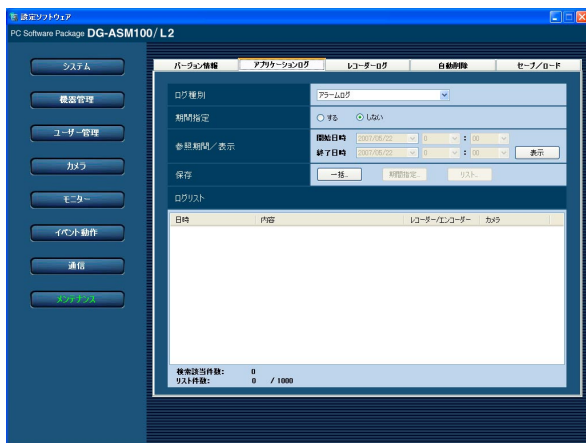 設定ソフトウェア
PC Software Package DG-ASM100/L2
システム
機器管理
ユーザー管理
カメラ
モニター
イベント動作
通信
メンテナンス
バージョン情報 アプリケーションログ レコーダーログ 自動削除 セーブ/ロード
ログ種別 アラームログ
期間指定 する しない
参照期間/表示 開始日時 2007/05/22 0 : 00
終了日時 2007/05/22 0 : 00 表示
保存 一括... 期間指定... リスト...
ログリスト
日時 内容 レコーダー/エンコーダー カメラ
検索該当件数: 0
リスト件数: 0 / 1000